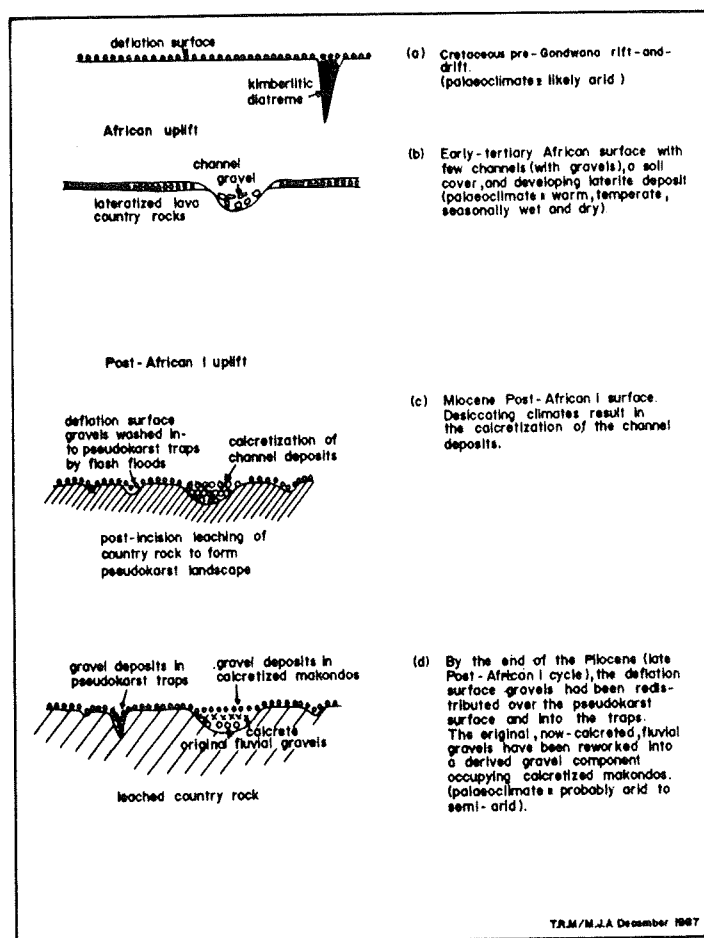 deflation surface
kimberlitic
diatreme
(a) Cretaceous pre-Gondwana rift-and-
drift.
(palaeoclimate = likely arid )
African uplift
channel
gravel
lateratized lava
country rocks
(b) Early-tertiary African surface with
few channels (with gravels), a soil
cover, and developing laterite deposit
(palaeoclimate = warm, temperate,
seasonally wet and dry)
Post-African I uplift
deflation surface
gravels washed in-
to pseudokarst traps
by flash floods
calcretization of
channel deposits
post-incision leaching of
country rock to form
pseudokarst landscape
(c) Miocene Post-African I surface.
Desiccating climates result in
the calcretization of the channel
deposits.
gravel deposits in
pseudokarst traps
gravel deposits in
calcretized makondos
calcrete
original fluvial gravels
leached country rock
(d) By the end of the Pliocene (late
Post-African I cycle), the deflation
surface gravels had been redis-
tributed over the pseudokarst
surface and into the traps.
The original, now-calcreted, fluvial
gravels have been reworked into
a derived gravel component
occupying calcretized makondos.
(palaeoclimate = probably arid to
semi-arid).
T.R.M/M.J.A December 1987